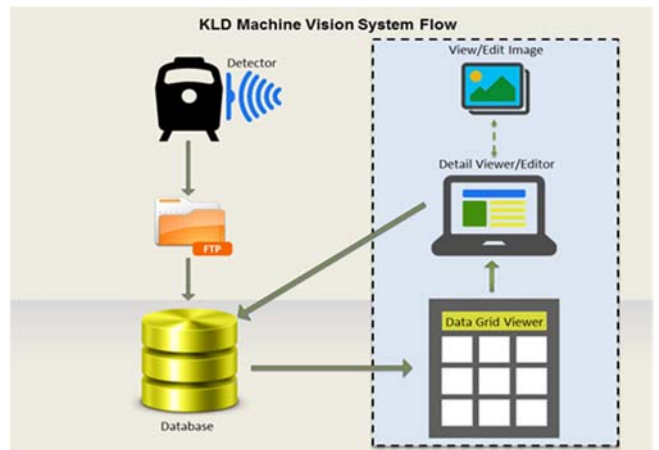 KLD Machine Vision System Flow
Detector
View/Edit Image
Detail Viewer/Editor
FTP
Data Grid Viewer
Database